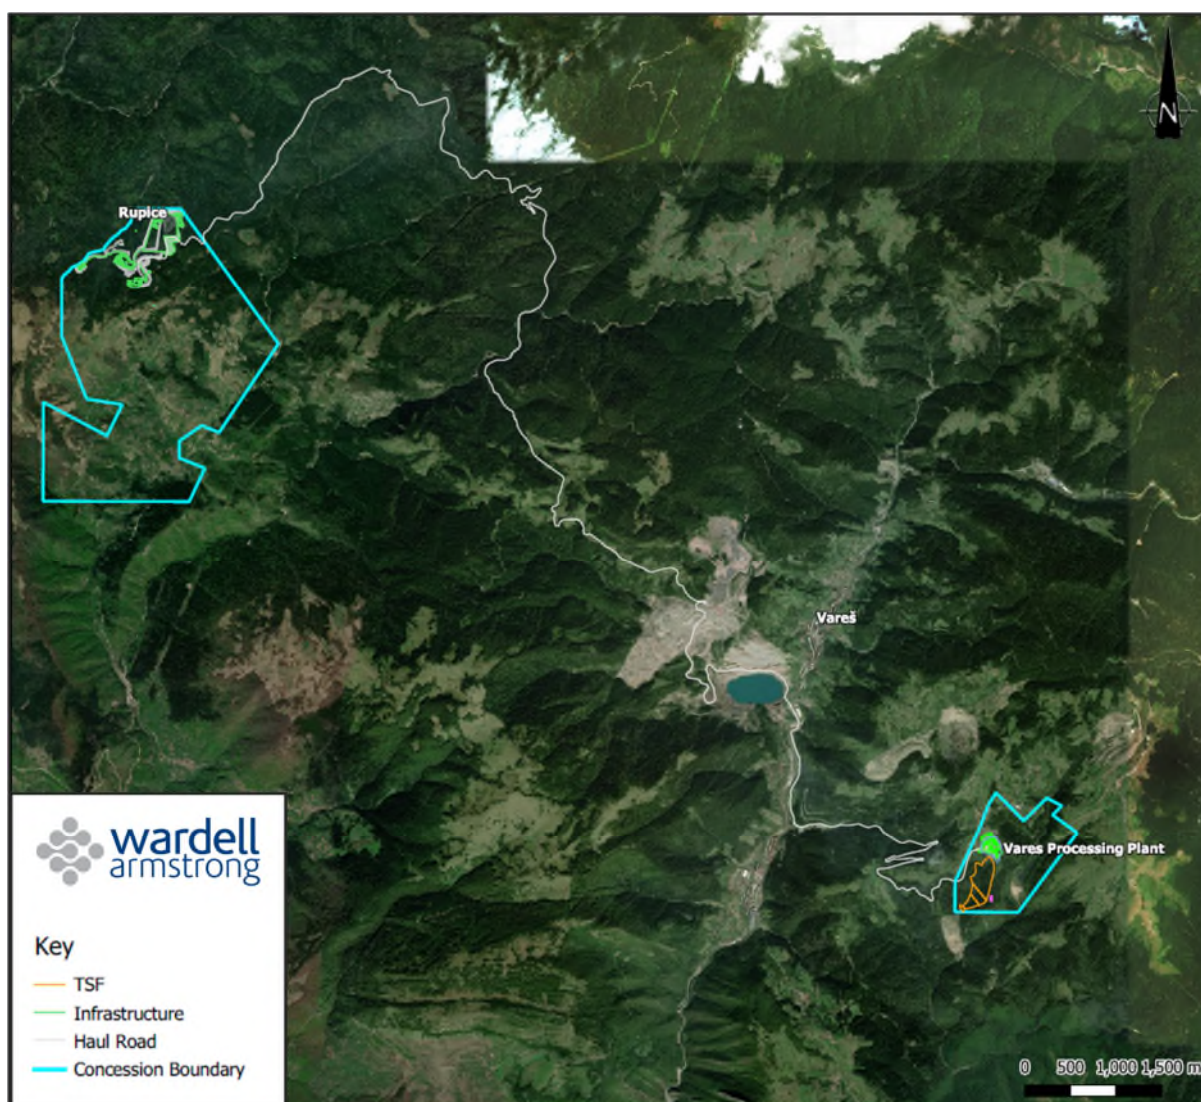 N
Rupice
Vareš
Vares Processing Plant
wardell
armstrong
Key
TSF
Infrastructure
Haul Road
Concession Boundary
0 500 1,000 1,500 m